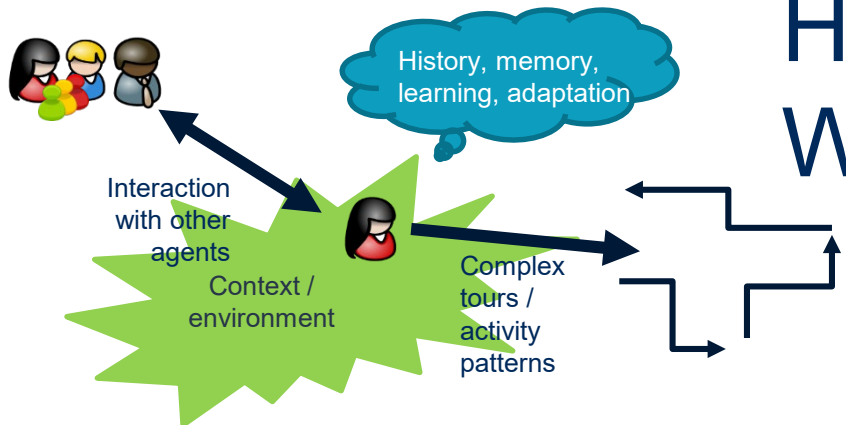 H
W
History, memory,
learning, adaptation
Interaction
with other
agents
Context /
environment
Complex
tours /
activity
patterns